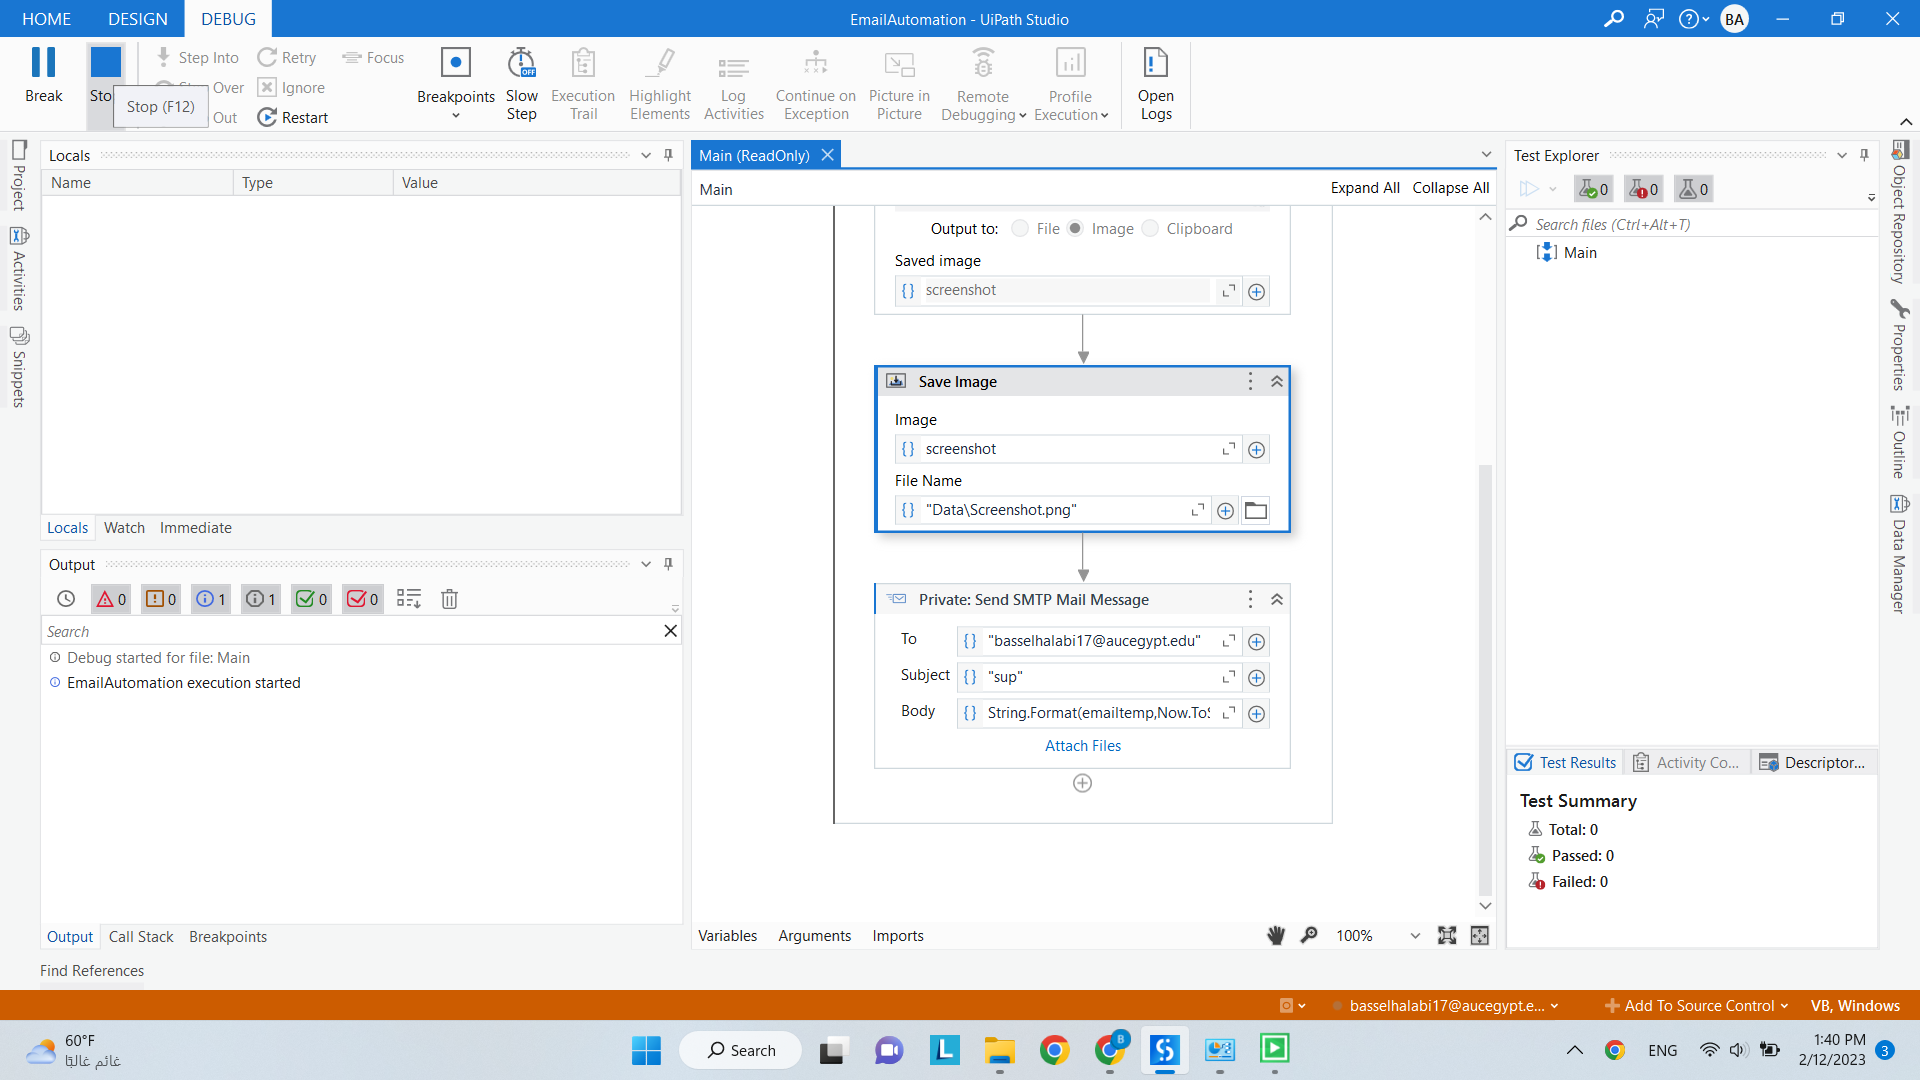 HOME DESIGN DEBUG
EmailAutomation - UiPath Studio
BA
Break
Sto
Stop (F12)
Step Into
Over
Out
Retry
Ignore
Restart
Focus
Breakpoints
OFF
Slow Step
Execution Trail
Highlight Elements
Log Activities
Continue on Exception
Picture in Picture
Remote Debugging
Profile Execution
Open Logs
Project
Activities
Snippets
Locals
Name Type Value
Locals Watch Immediate
Output
0 0 1 1 0 0
Search
Debug started for file: Main
EmailAutomation execution started
Output Call Stack Breakpoints
Find References
Main (ReadOnly)
Main
Expand All Collapse All
Output to: File Image Clipboard
Saved image
screenshot
Save Image
Image
screenshot
File Name
"Data\Screenshot.png"
Private: Send SMTP Mail Message
To "basselhalabi17@aucegypt.edu"
Subject "sup"
Body String.Format(emailtemp,Now.ToS
Attach Files
Variables Arguments Imports
100%
Test Explorer
0 0 0
Search files (Ctrl+Alt+T)
Main
Test Results Activity Co... Descriptor...
Test Summary
Total: 0
Passed: 0
Failed: 0
Object Repository
Properties
Outline
Data Manager
basselhalabi17@aucegypt.e...
Add To Source Control
VB, Windows
60°F
غائم غالبًا
Search
L
B
ENG
1:40 PM
2/12/2023
3